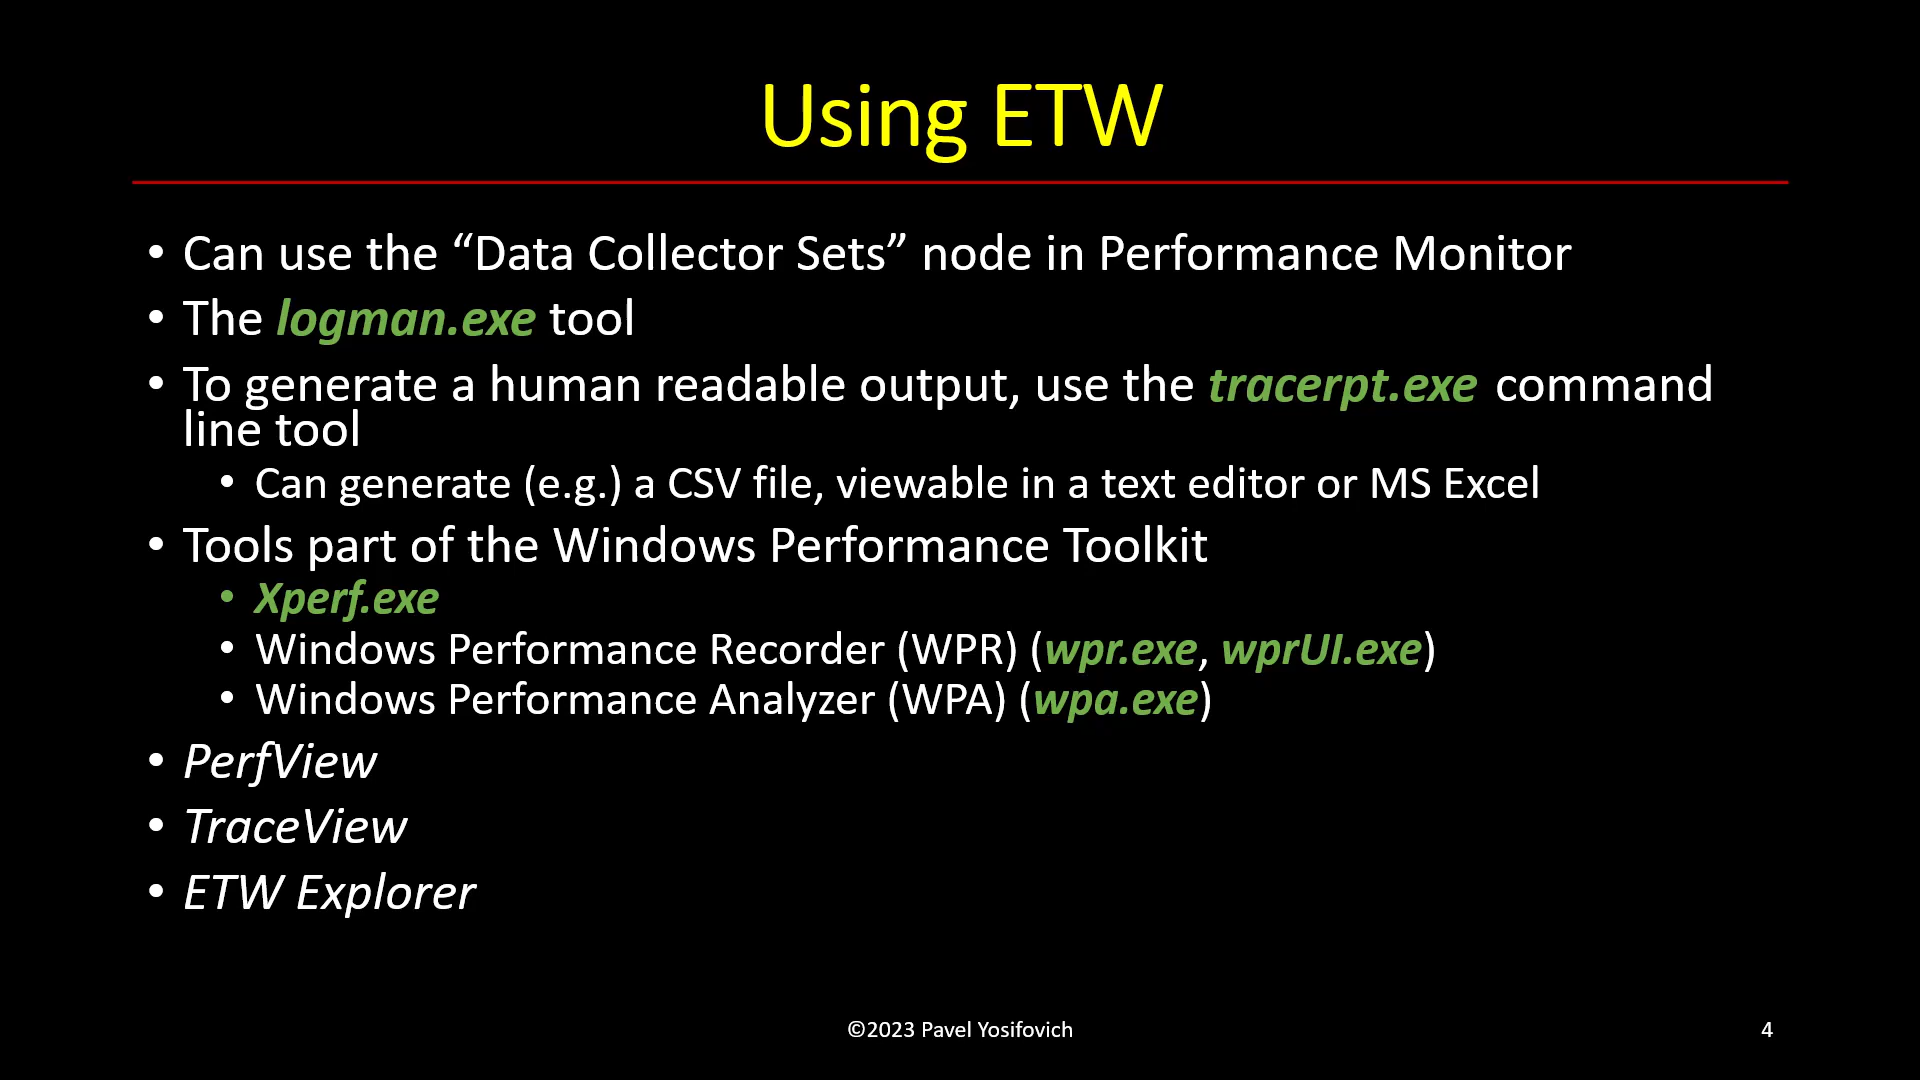 Using ETW
• Can use the “Data Collector Sets” node in Performance Monitor
• The logman.exe tool
• To generate a human readable output, use the tracerpt.exe command
line tool
• Can generate (e.g.) a CSV file, viewable in a text editor or MS Excel
• Tools part of the Windows Performance Toolkit
• Xperf.exe
• Windows Performance Recorder (WPR) (wpr.exe, wprUI.exe)
• Windows Performance Analyzer (WPA) (wpa.exe)
• PerfView
• TraceView
• ETW Explorer
©2023 Pavel Yosifovich
4